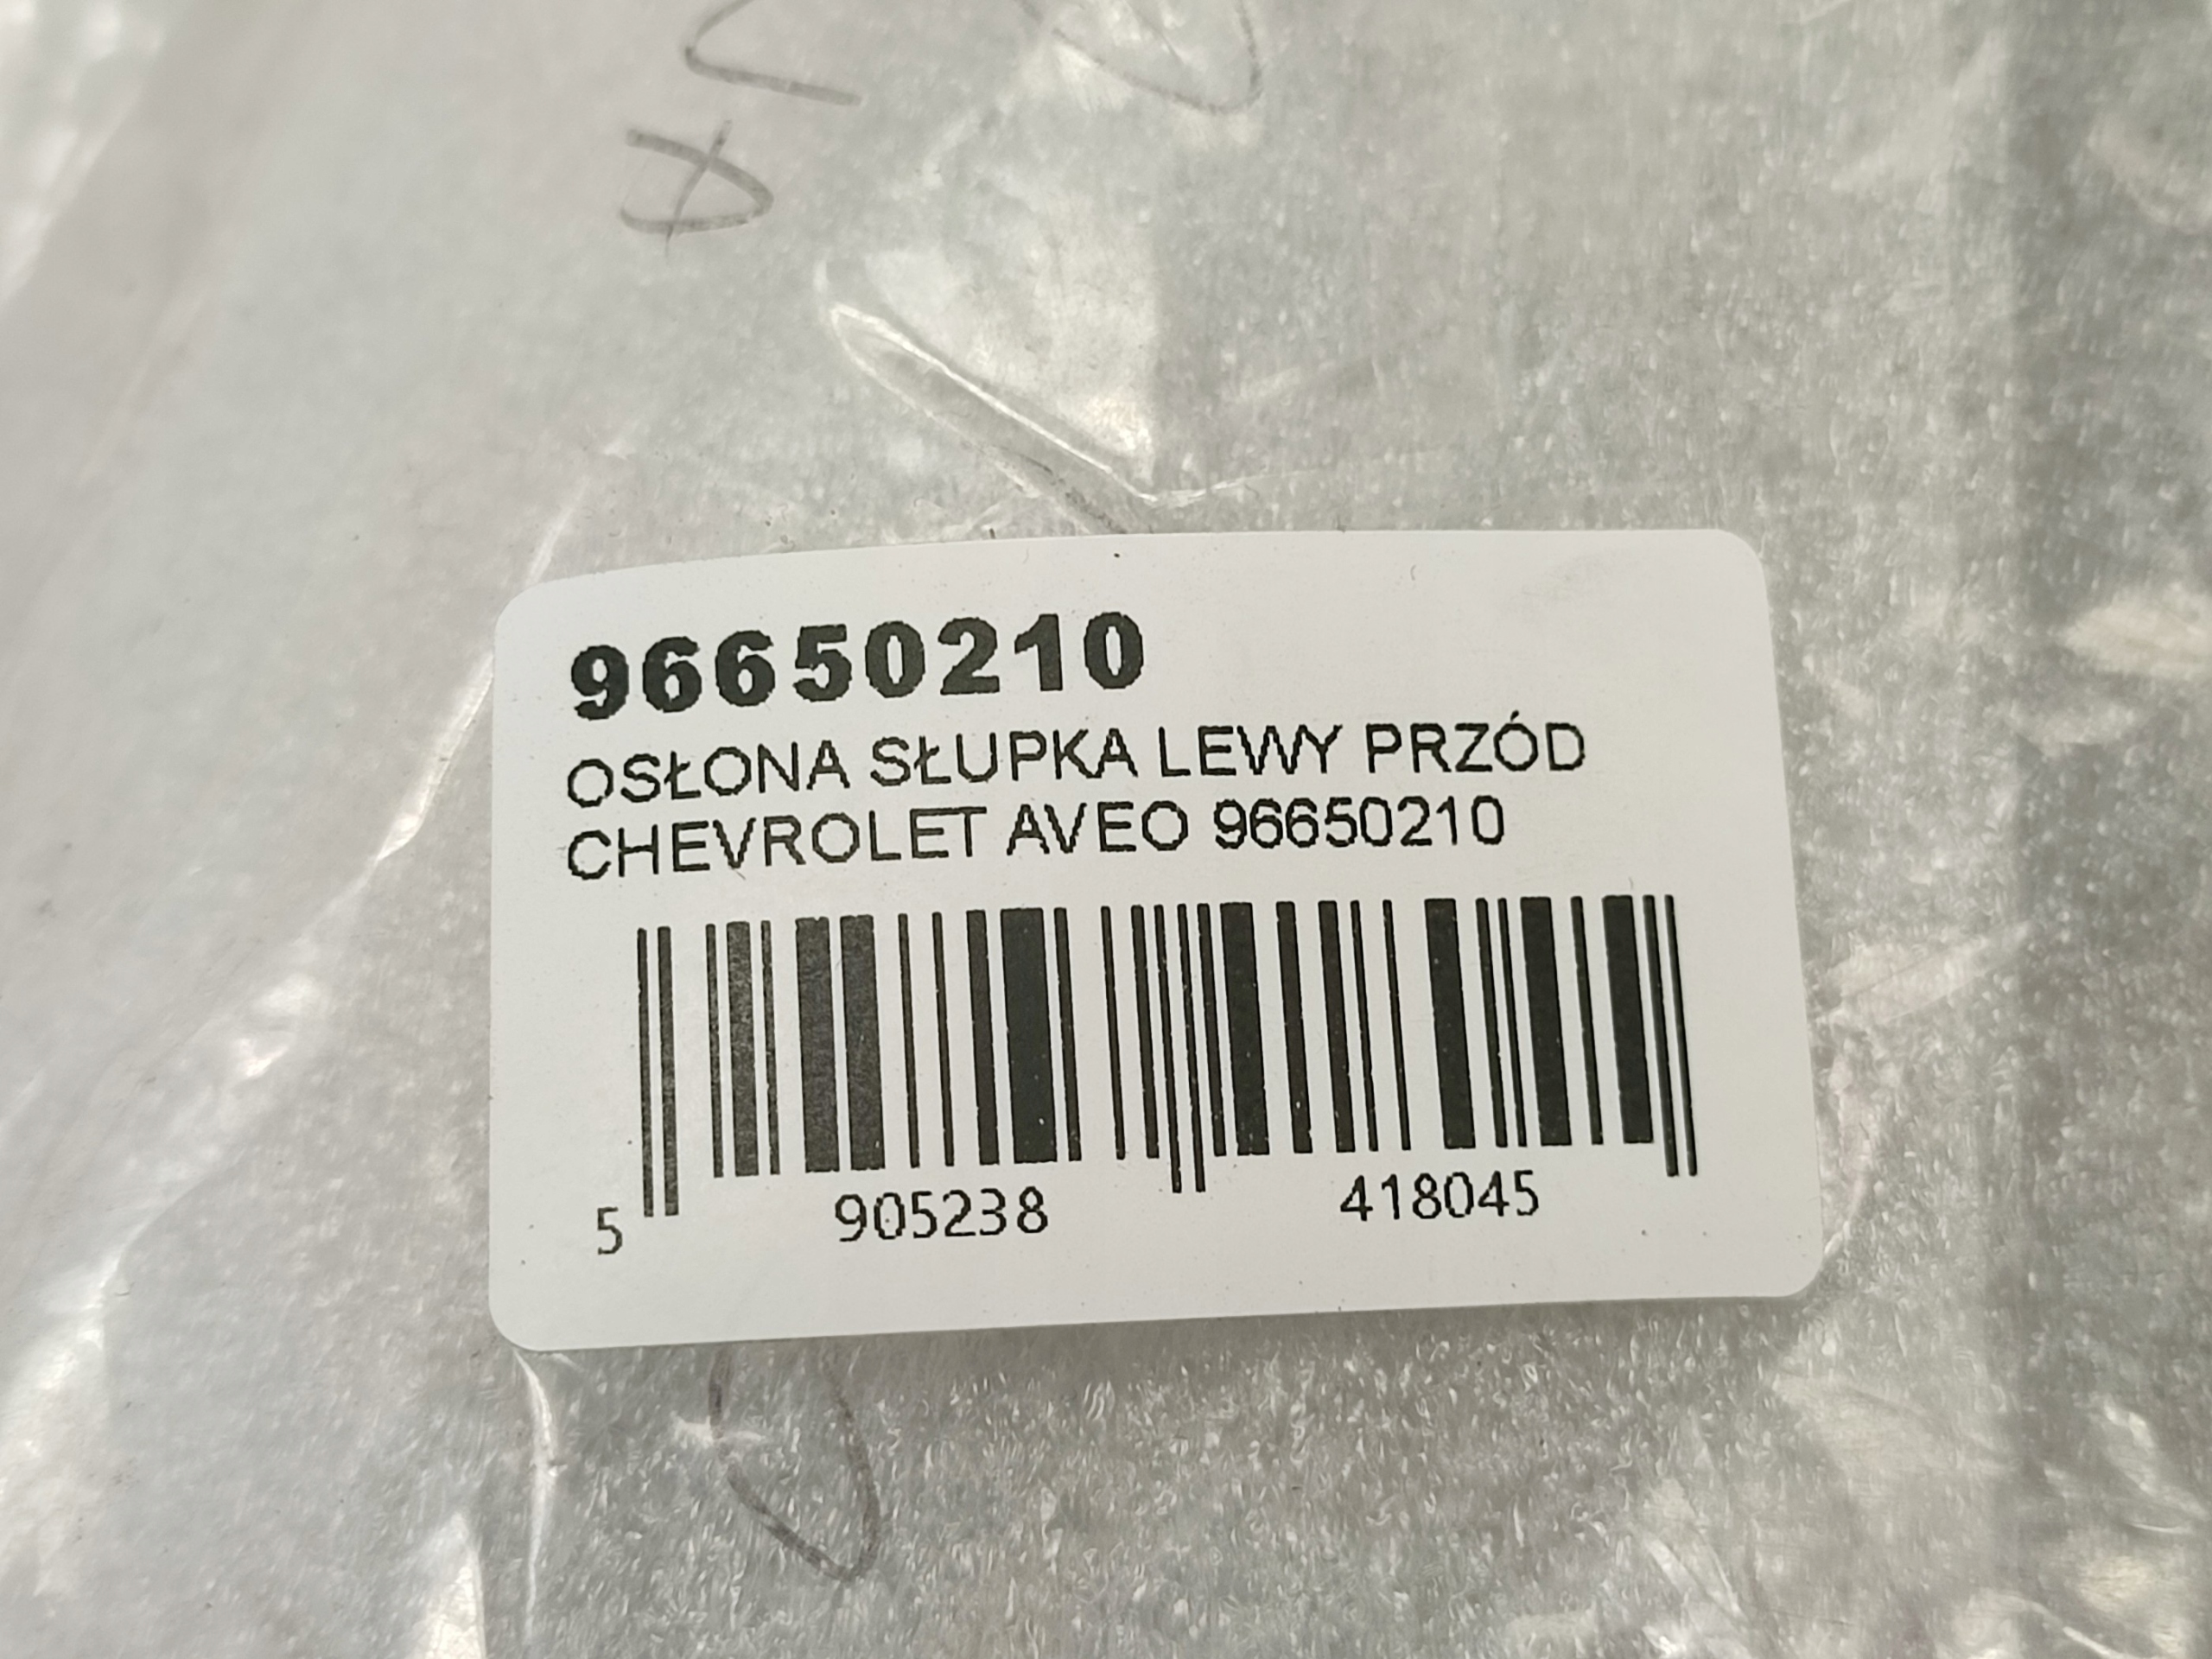 96650210
OSŁONA SŁUPKA LEWY PRZÓD
CHEVROLET AVEO 96650210
5 905238 418045